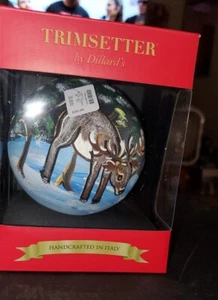 TRIMSETTER
by Dillard's
HANDCRAFTED IN ITALY